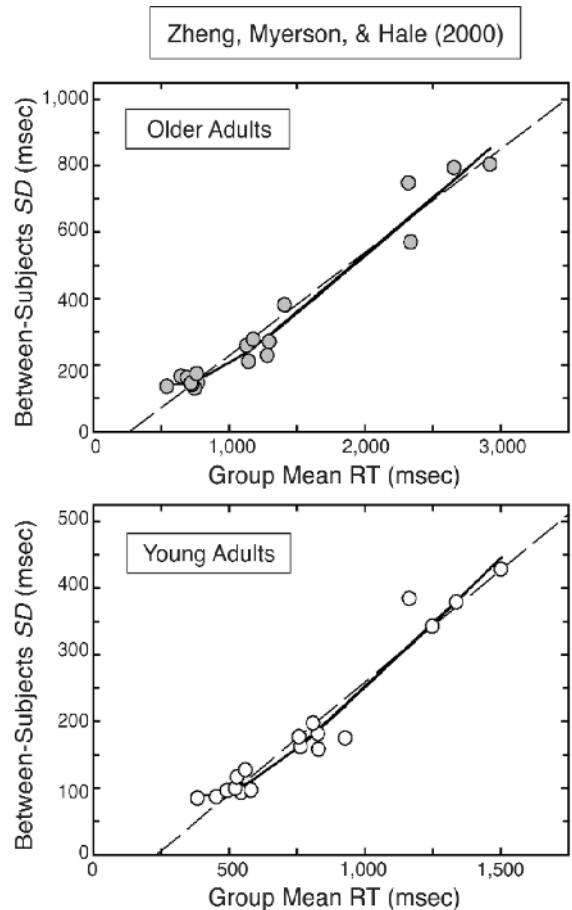 Zheng, Myerson, & Hale (2000)
1,000
Older Adults
800
600
400
200
0
Between-Subjects SD (msec)
0 1,000 2,000 3,000
Group Mean RT (msec)
500
Young Adults
400
300
200
100
0
Between-Subjects SD (msec)
0 500 1,000 1,500
Group Mean RT (msec)